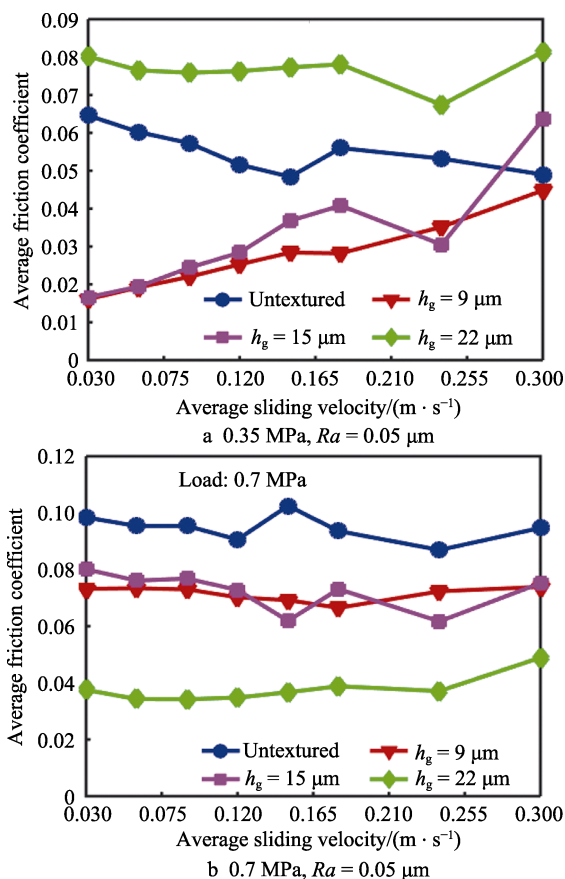 0.09
0.08
0.07
0.06
0.05
0.04
0.03
0.02
0.01
0
Average friction coefficient
Untextured
hg = 9 μm
hg = 15 μm
hg = 22 μm
0.030 0.075 0.120 0.165 0.210 0.255 0.300
Average sliding velocity/(m · s⁻¹)
a 0.35 MPa, Ra = 0.05 μm
0.12
0.10
0.08
0.06
0.04
0.02
0
Average friction coefficient
Load: 0.7 MPa
Untextured
hg = 9 μm
hg = 15 μm
hg = 22 μm
0.030 0.075 0.120 0.165 0.210 0.255 0.300
Average sliding velocity/(m · s⁻¹)
b 0.7 MPa, Ra = 0.05 μm